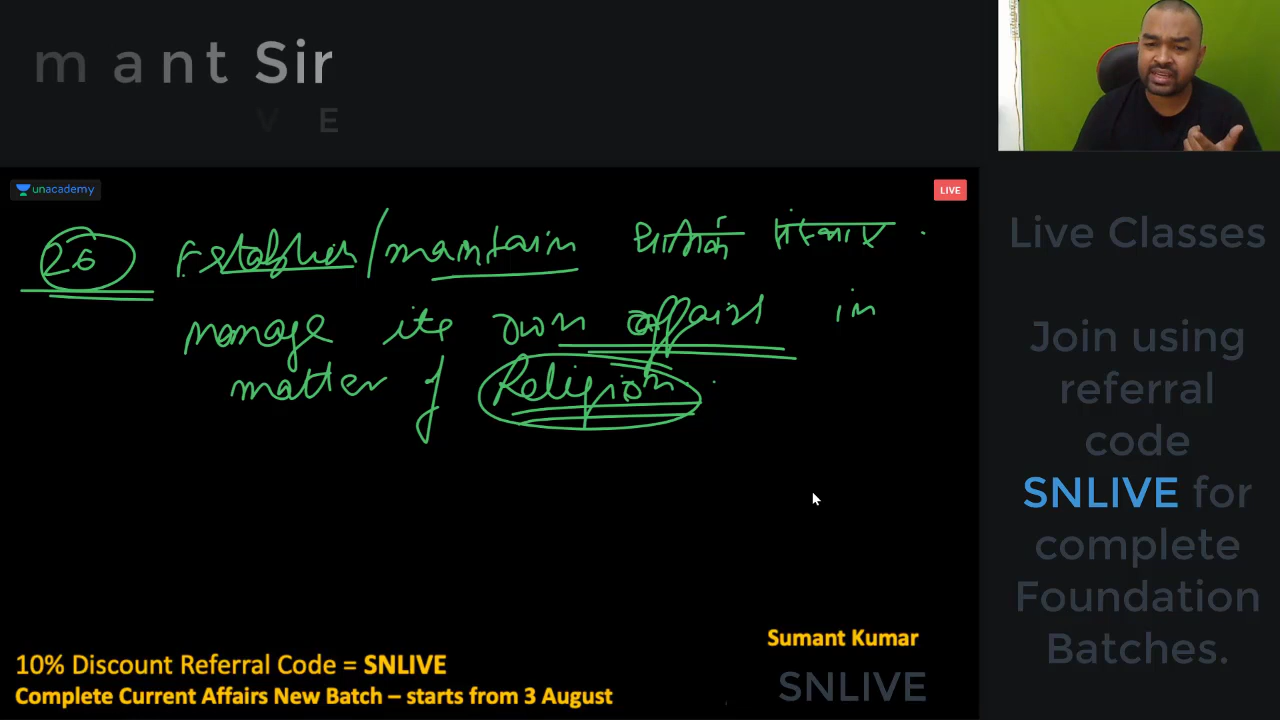 m a n t Sir
V E
unacademy
LIVE
26 Establish/maintain धार्मिक संस्था .
manage its own affairs in
matter of Religion .
Live Classes
Join using
referral
code
SNLIVE for
complete
Foundation
Batches.
Sumant Kumar
SNLIVE
10% Discount Referral Code = SNLIVE
Complete Current Affairs New Batch – starts from 3 August